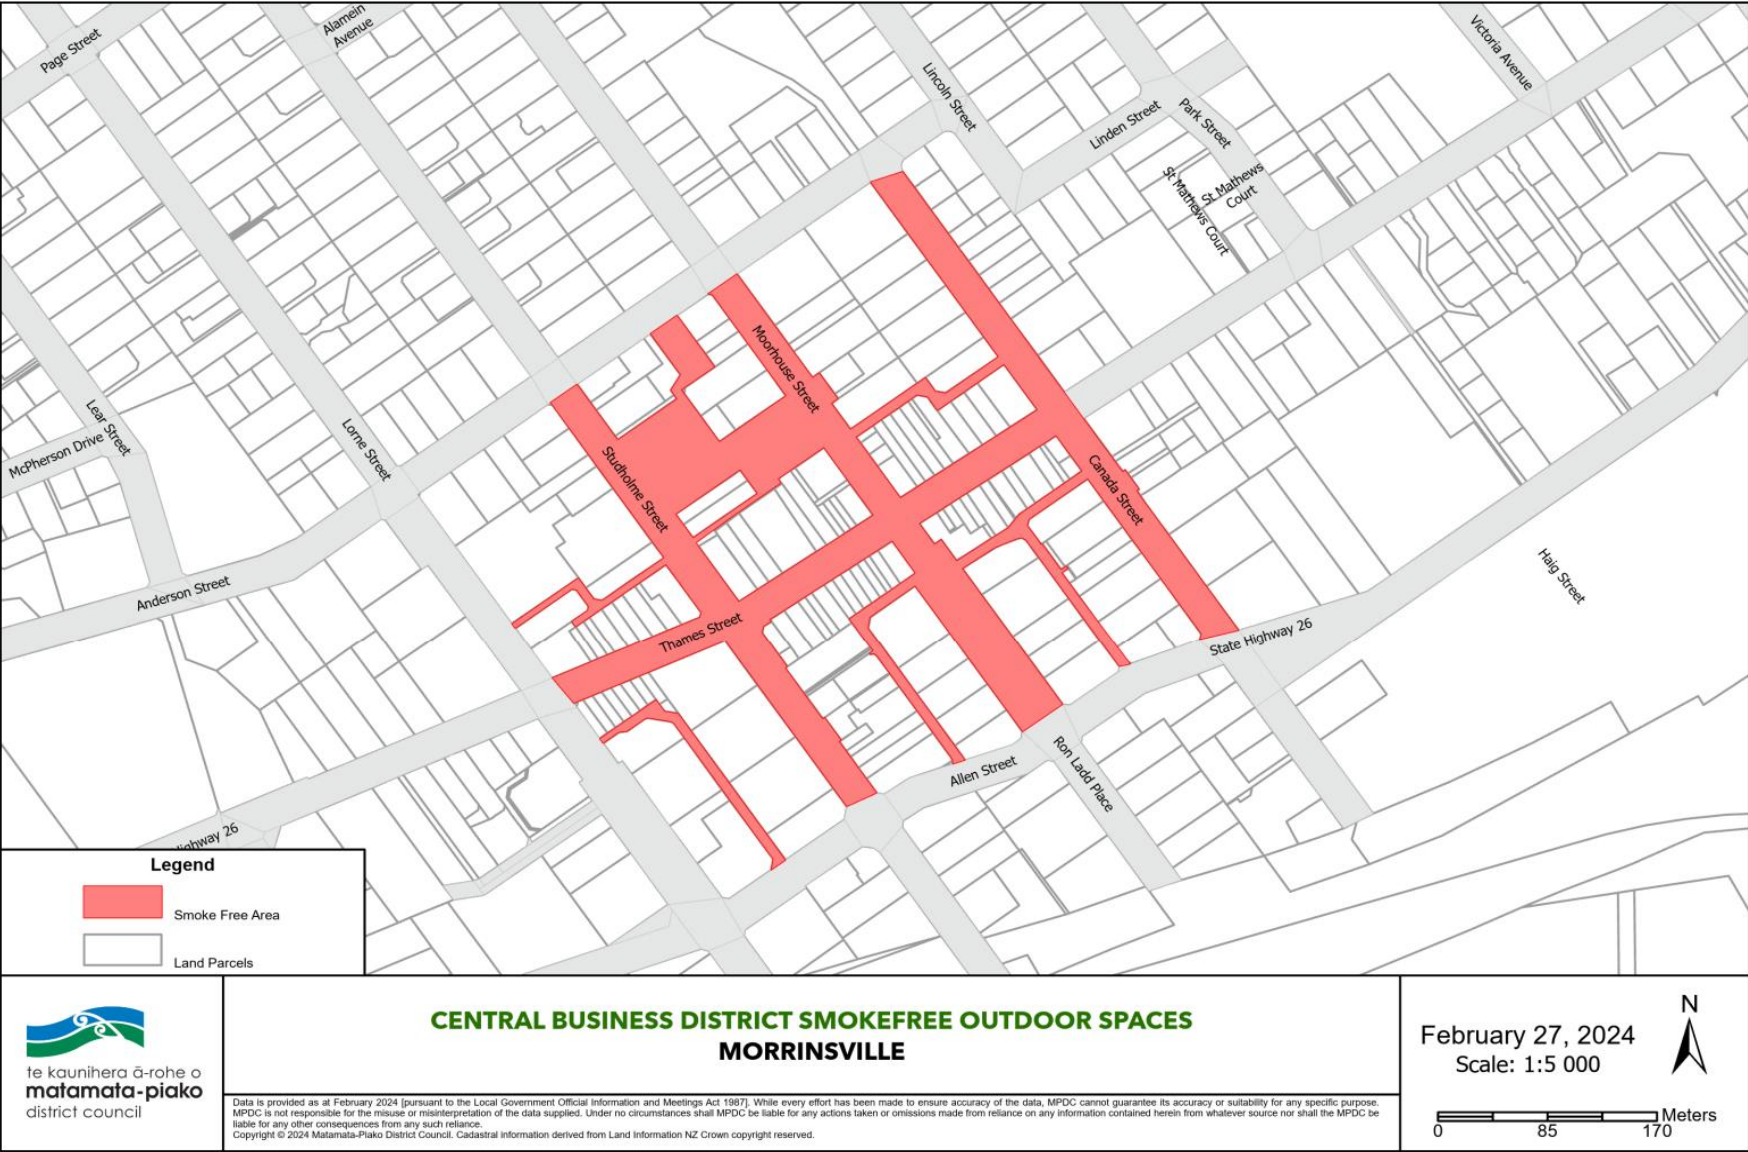 Page Street
Alamein
Avenue
Lincoln Street
Victoria Avenue
Linden Street
Park Street
St Mathews
Court
St Mathews Court
Moorhouse Street
Lear Street
McPherson Drive
Lorne Street
Studholme Street
Canada Street
Haig Street
Anderson Street
Thames Street
State Highway 26
Allen Street
Ron Ladd Place
ighway 26
Legend
Smoke Free Area
Land Parcels
te kaunihera ā-rohe o
matamata-piako
district council
CENTRAL BUSINESS DISTRICT SMOKEFREE OUTDOOR SPACES
MORRINSVILLE
Data is provided as at February 2024 [pursuant to the Local Government Official Information and Meetings Act 1987]. While every effort has been made to ensure accuracy of the data, MPDC cannot guarantee its accuracy or suitability for any specific purpose.
MPDC is not responsible for the misuse or misinterpretation of the data supplied. Under no circumstances shall MPDC be liable for any actions taken or omissions made from reliance on any information contained herein from whatever source nor shall the MPDC be
liable for any other consequences from any such reliance.
Copyright © 2024 Matamata-Piako District Council. Cadastral information derived from Land Information NZ Crown copyright reserved.
February 27, 2024
Scale: 1:5 000
N
Meters
0 85 170